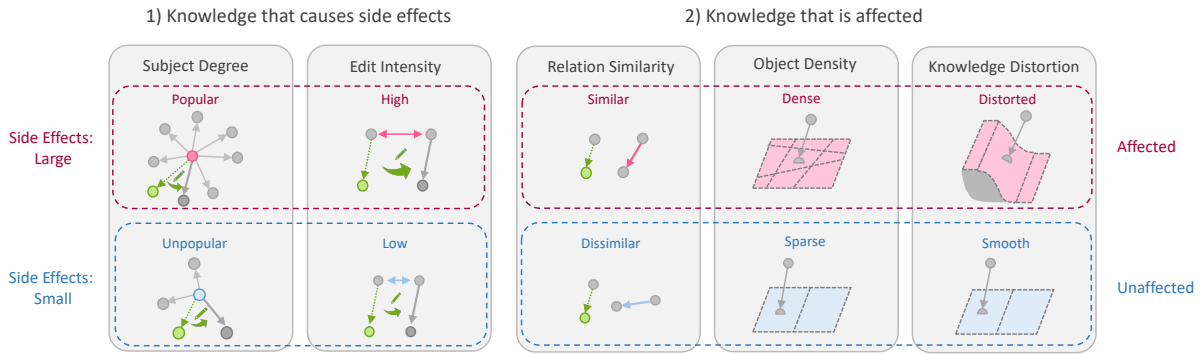 1) Knowledge that causes side effects
2) Knowledge that is affected
Subject Degree
Edit Intensity
Relation Similarity
Object Density
Knowledge Distortion
Popular
High
Similar
Dense
Distorted
Side Effects:
Large
Affected
Unpopular
Low
Dissimilar
Sparse
Smooth
Side Effects:
Small
Unaffected